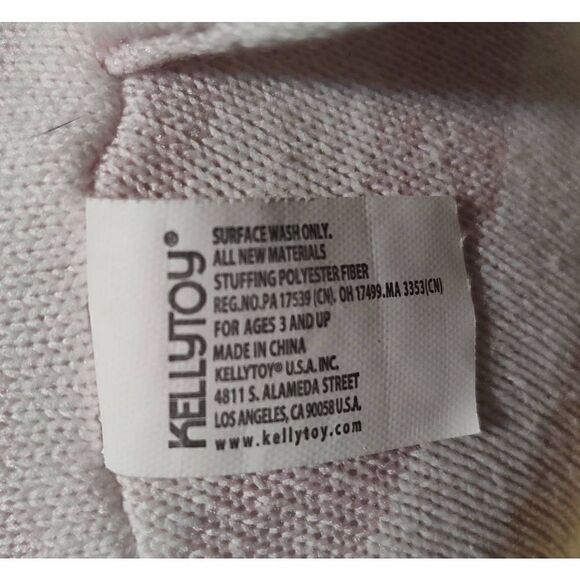 KELLYTOY®
SURFACE WASH ONLY.
ALL NEW MATERIALS
STUFFING POLYESTER FIBER
REG.NO.PA 17539 (CN), OH 17499.MA 3353(CN)
FOR AGES 3 AND UP
MADE IN CHINA
KELLYTOY® U.S.A. INC.
4811 S. ALAMEDA STREET
LOS ANGELES, CA 90058 U.S.A.
www.kellytoy.com